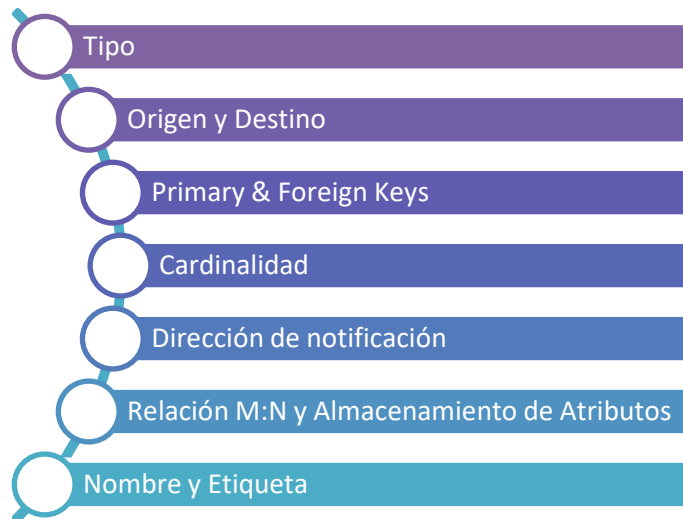 Tipo
Origen y Destino
Primary & Foreign Keys
Cardinalidad
Dirección de notificación
Relación M:N y Almacenamiento de Atributos
Nombre y Etiqueta